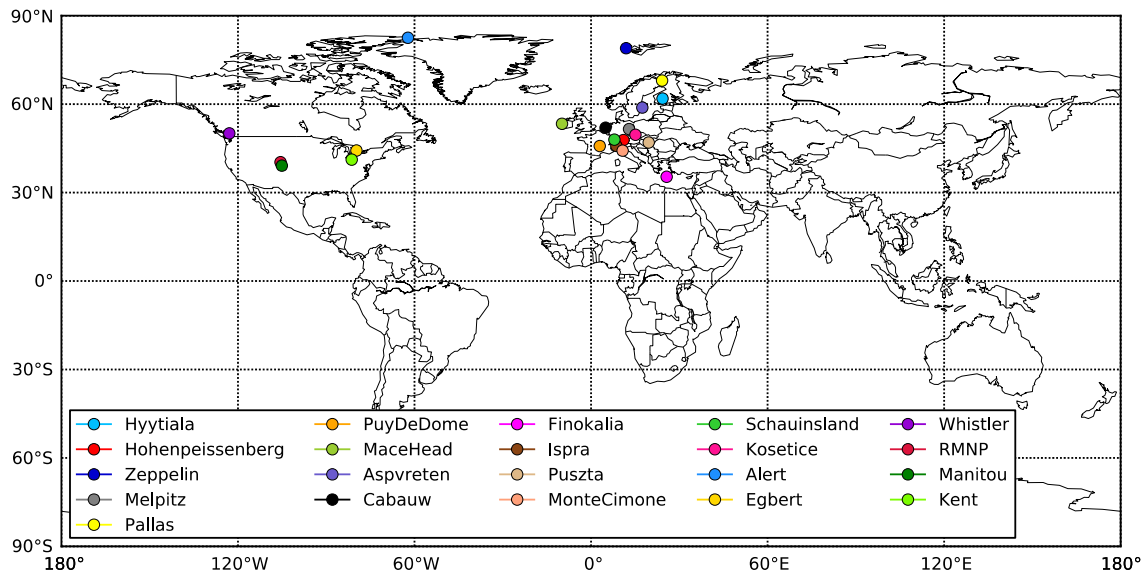 90°N
60°N
30°N
0°
30°S
60°S
90°S
Hyytiala PuyDeDome Finokalia Schauinsland Whistler
Hohenpeissenberg MaceHead Ispra Kosetice RMNP
Zeppelin Aspvreten Puszta Alert Manitou
Melpitz Cabauw MonteCimone Egbert Kent
Pallas
180° 120°W 60°W 0° 60°E 120°E 180°